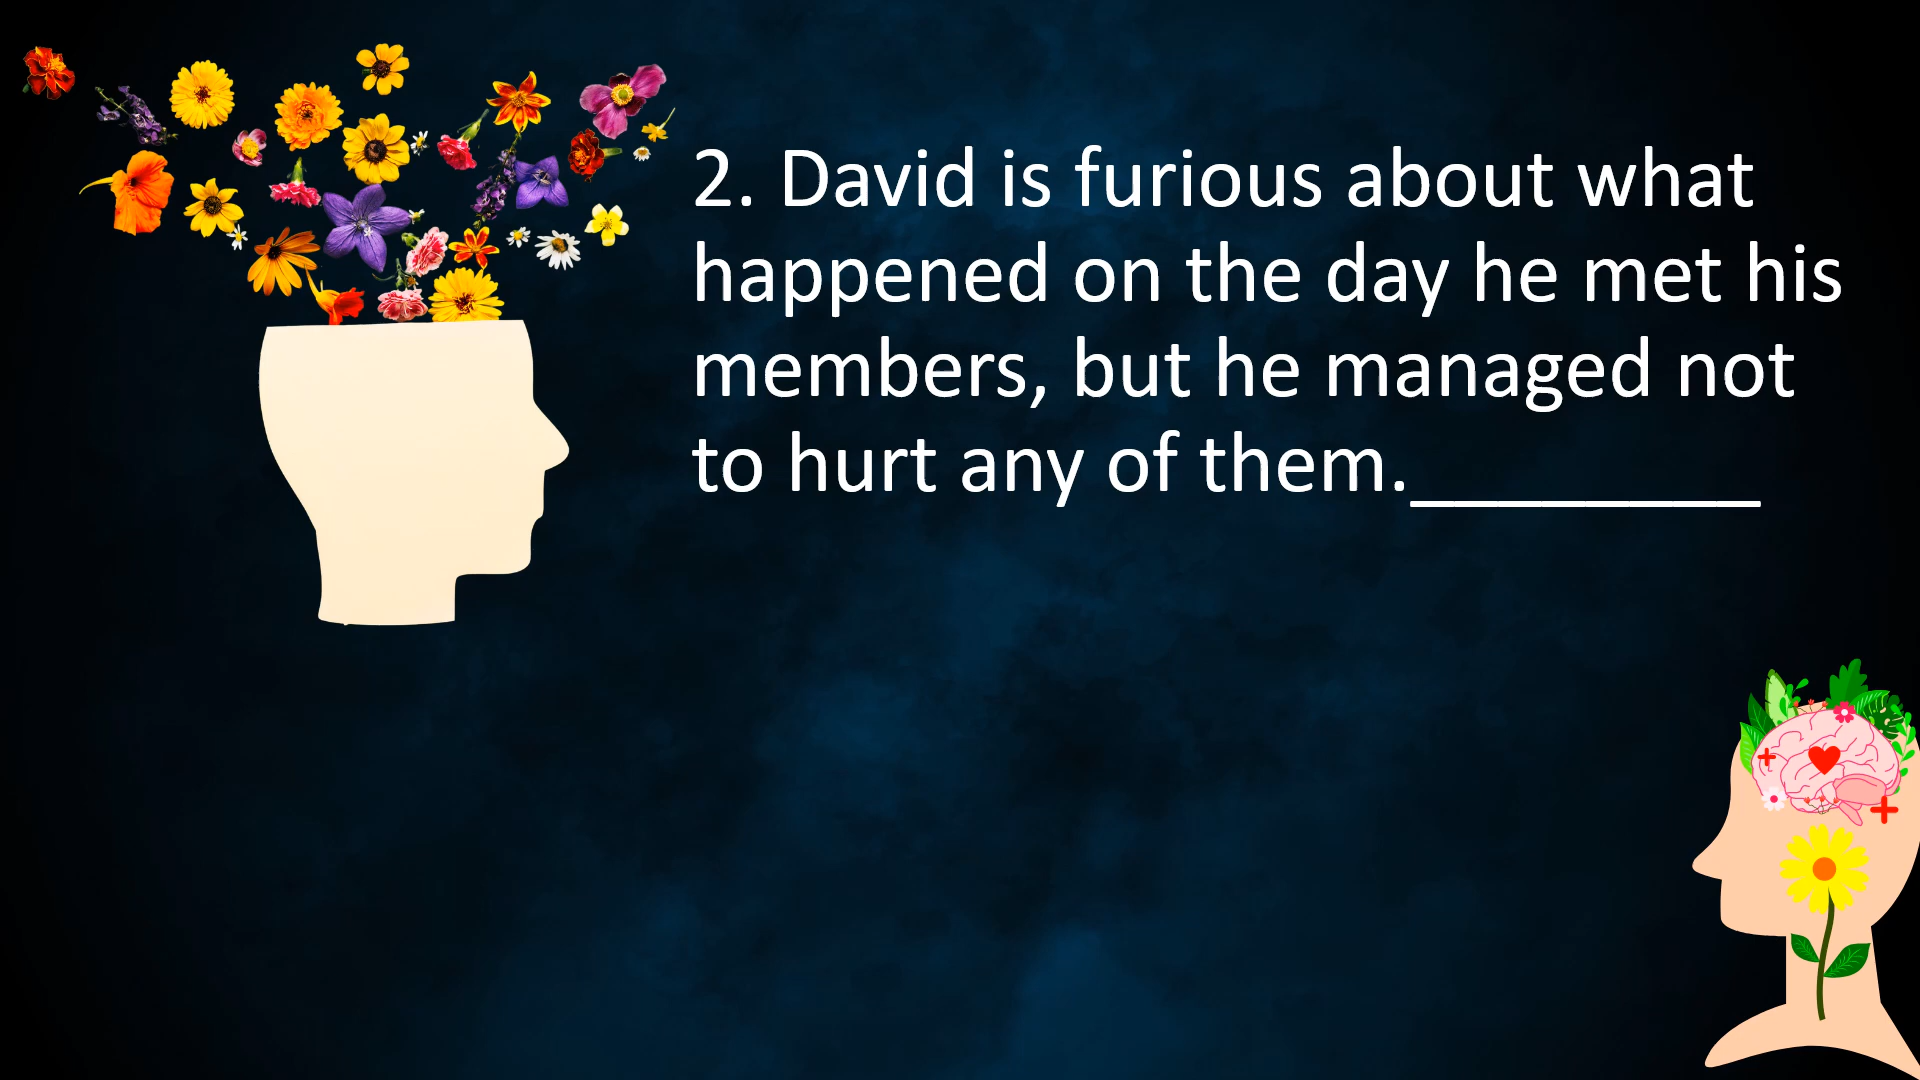 2. David is furious about what
happened on the day he met his
members, but he managed not
to hurt any of them.________